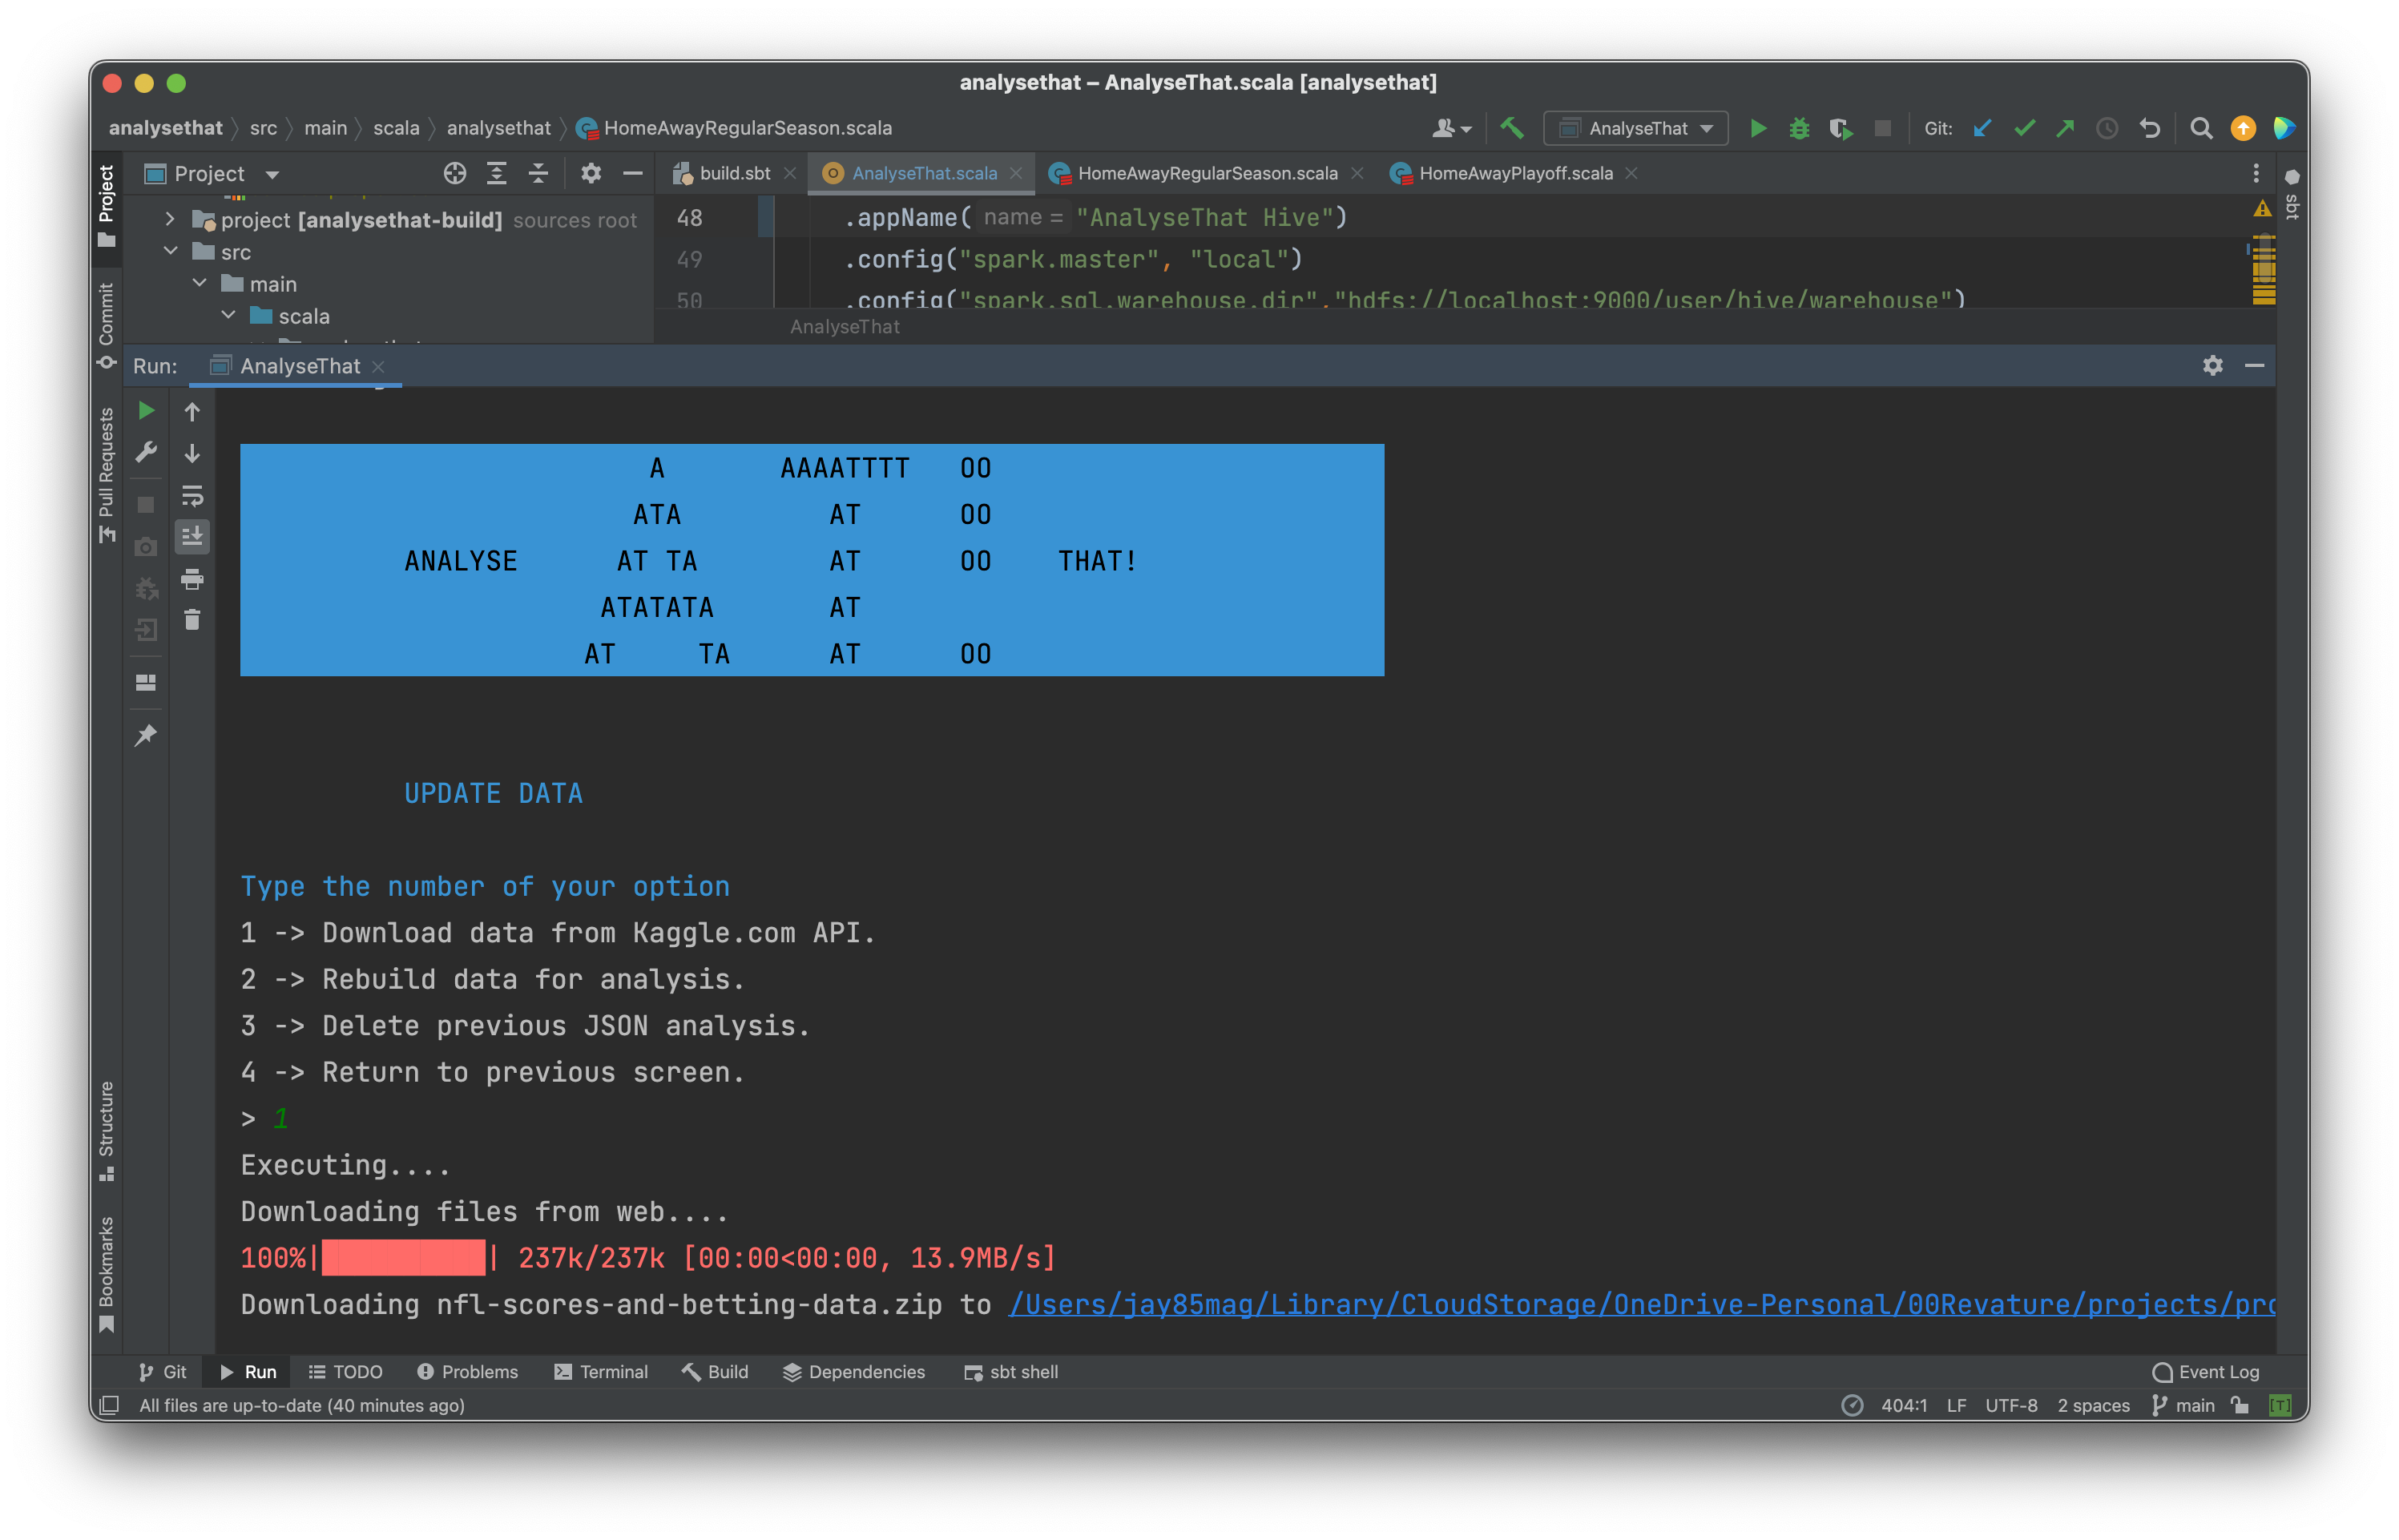 analysethat – AnalyseThat.scala [analysethat]
analysethat src main scala analysethat HomeAwayRegularSeason.scala
AnalyseThat
Git:
Project
build.sbt
AnalyseThat.scala
HomeAwayRegularSeason.scala
HomeAwayPlayoff.scala
Project
Commit
Pull Requests
Structure
Bookmarks
sbt
project [analysethat-build] sources root
src
main
scala
48 .appName( name = "AnalyseThat Hive")
49 .config("spark.master", "local")
50 .config("spark.sql.warehouse.dir","hdfs://localhost:9000/user/hive/warehouse")
AnalyseThat
Run: AnalyseThat
A AAAATTTT OO
ATA AT OO
ANALYSE AT TA AT OO THAT!
ATATATA AT
AT TA AT OO
UPDATE DATA
Type the number of your option
1 -> Download data from Kaggle.com API.
2 -> Rebuild data for analysis.
3 -> Delete previous JSON analysis.
4 -> Return to previous screen.
> 1
Executing....
Downloading files from web....
100%| | 237k/237k [00:00<00:00, 13.9MB/s]
Downloading nfl-scores-and-betting-data.zip to /Users/jay85mag/Library/CloudStorage/OneDrive-Personal/00Revature/projects/pro
Git Run TODO Problems Terminal Build Dependencies sbt shell Event Log
All files are up-to-date (40 minutes ago) 404:1 LF UTF-8 2 spaces main [T]